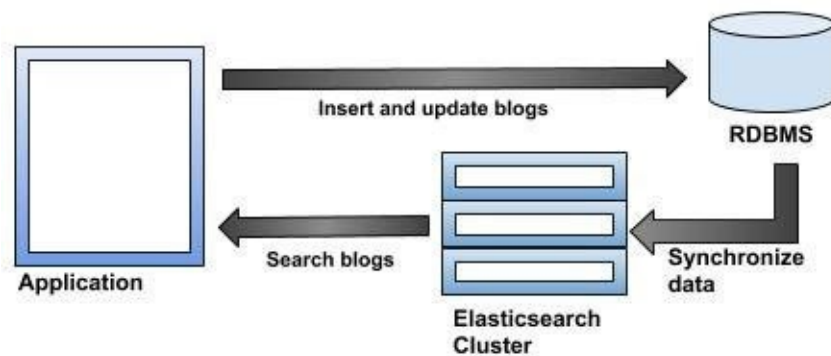 Insert and update blogs
RDBMS
Search blogs
Synchronize
data
Application
Elasticsearch
Cluster